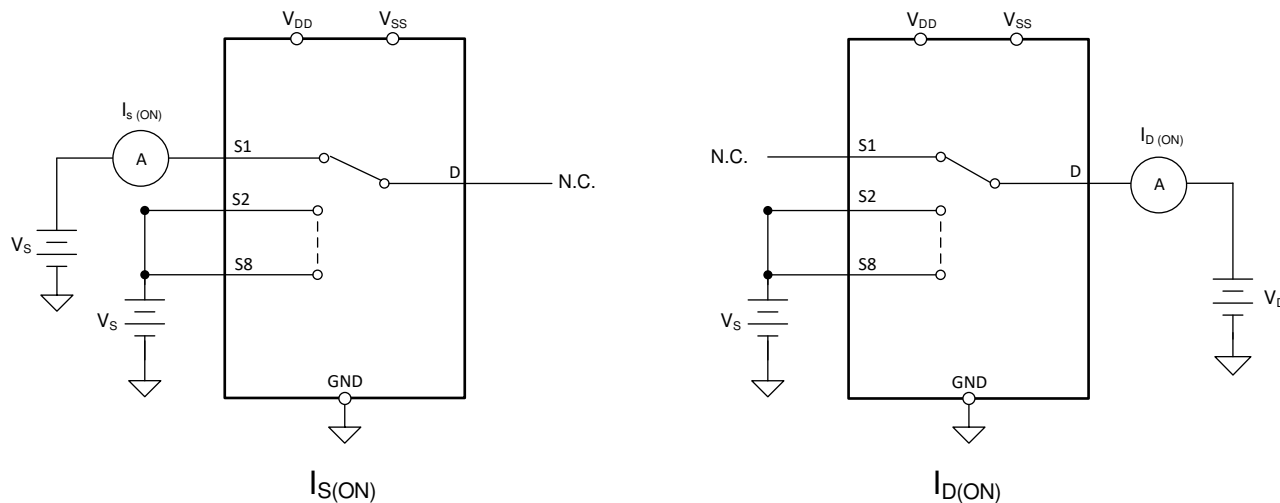 VDD VSS
IS (ON)
A
S1
D
N.C.
S2
VS
S8
VS
GND
IS(ON)
VDD VSS
ID (ON)
N.C.
S1
A
D
S2
S8
VS
VD
GND
ID(ON)